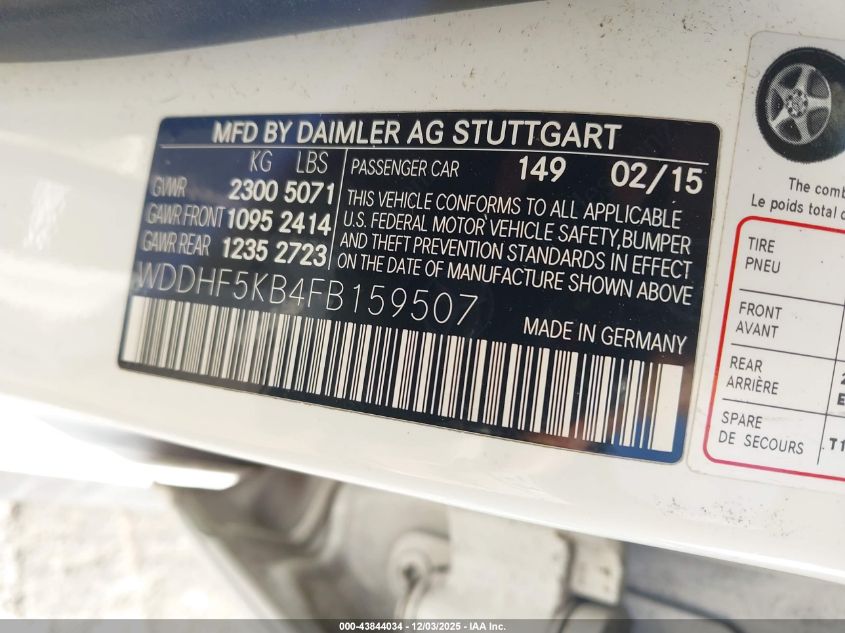 MFD BY DAIMLER AG STUTTGART
KG LBS
GVWR 2300 5071
GAWR FRONT 1095 2414
GAWR REAR 1235 2723
PASSENGER CAR 149 02/15
THIS VEHICLE CONFORMS TO ALL APPLICABLE
U.S. FEDERAL MOTOR VEHICLE SAFETY, BUMPER
AND THEFT PREVENTION STANDARDS IN EFFECT
ON THE DATE OF MANUFACTURE SHOWN ABOVE
WDDHF5KB4FB159507
MADE IN GERMANY
The comb
Le poids total
TIRE
PNEU
FRONT
AVANT
REAR
ARRIÈRE
SPARE
DE SECOURS
T1
000-43844034 - 12/03/2025 - IAA Inc.